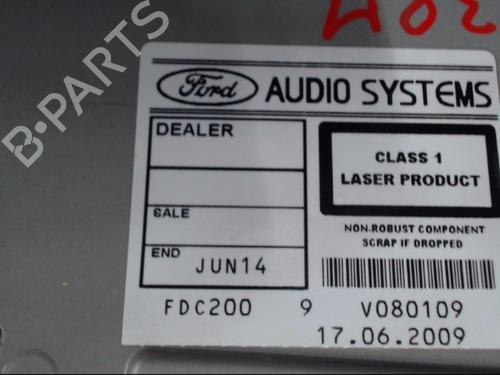 Ford AUDIO SYSTEMS
DEALER
SALE
END JUN14
CLASS 1
LASER PRODUCT
NON-ROBUST COMPONENT
SCRAP IF DROPPED
FDC200 9 V080109
17.06.2009
B-PARTS